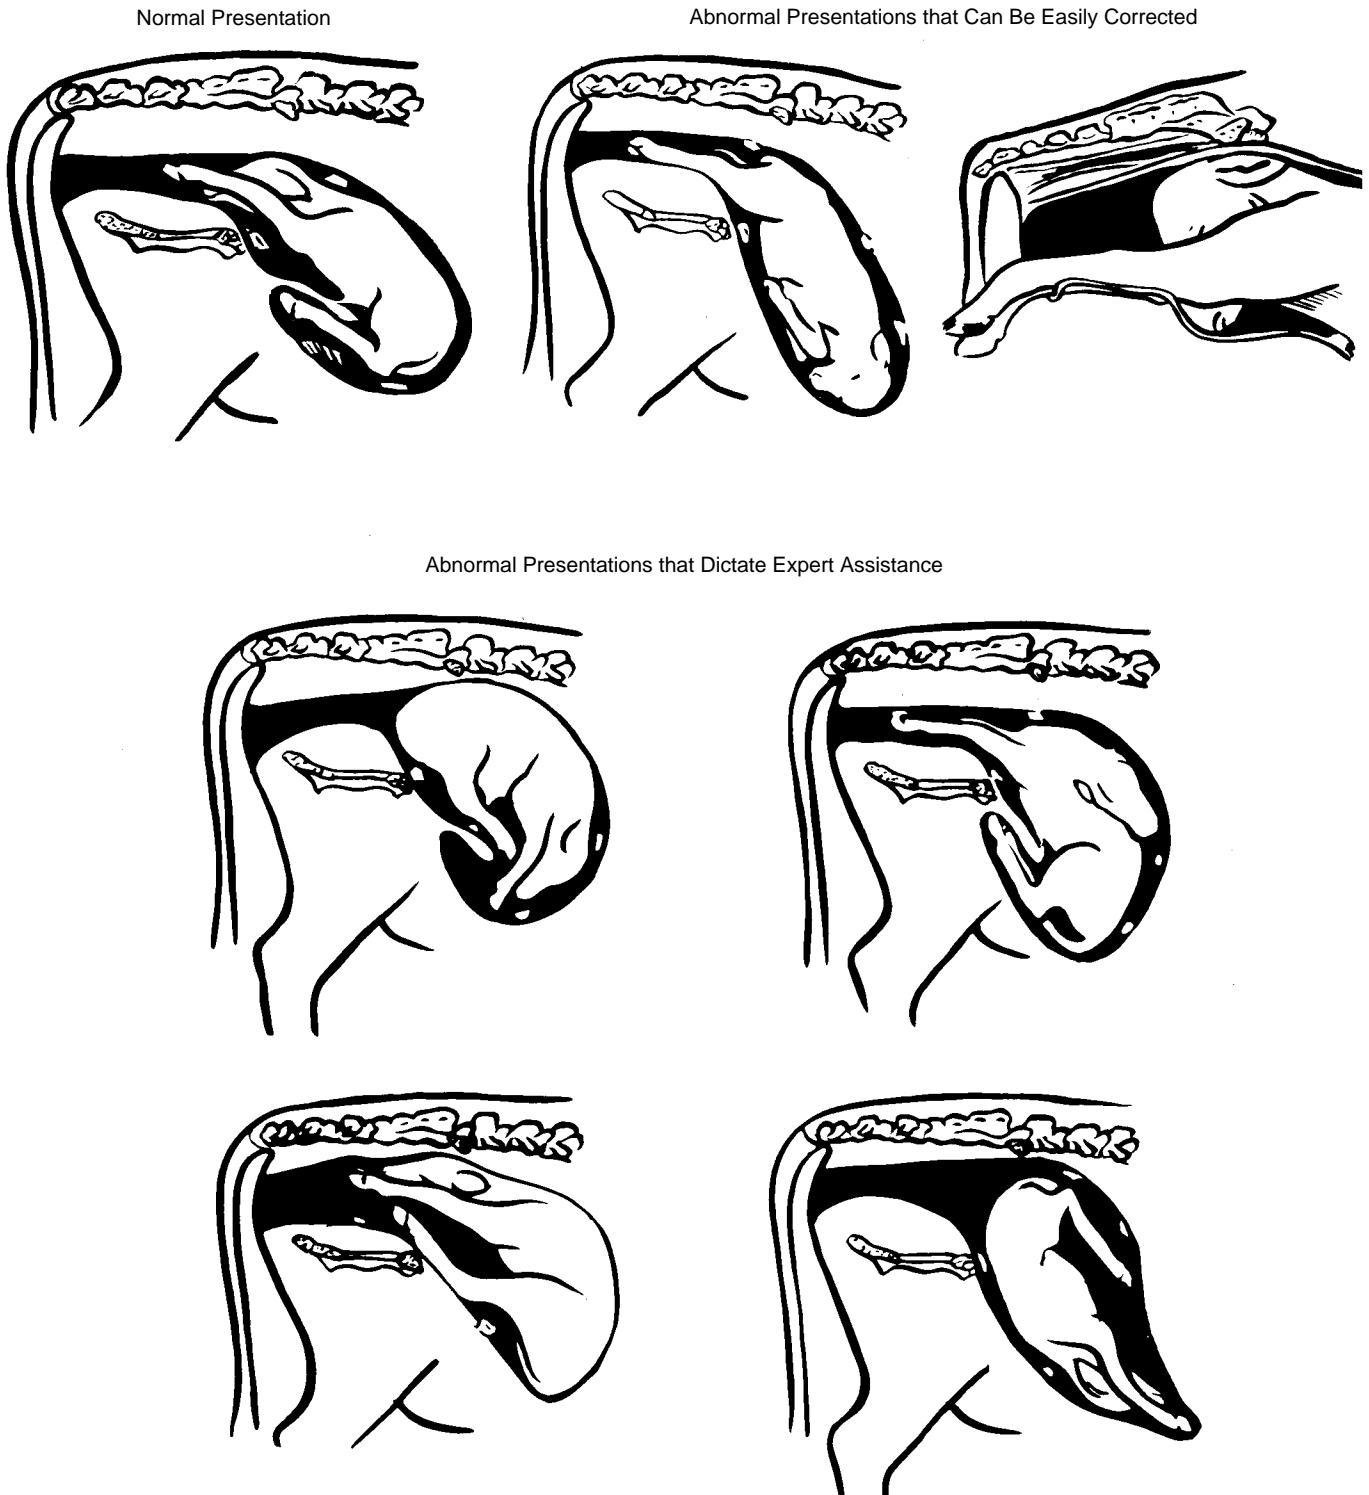 Normal Presentation
Abnormal Presentations that Can Be Easily Corrected
Abnormal Presentations that Dictate Expert Assistance